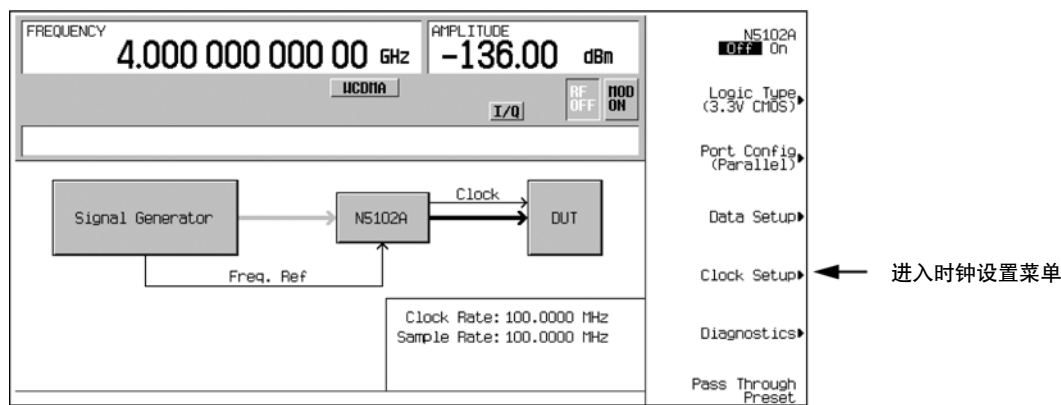 FREQUENCY
4.000 000 000 00 GHz
AMPLITUDE
-136.00 dBm
WCDMA
I/Q
RF OFF
MOD ON
Signal Generator
N5102A
Clock
DUT
Freq. Ref
Clock Rate: 100.0000 MHz
Sample Rate: 100.0000 MHz
N5102A
Off On
Logic Type
(3.3V CMOS)
Port Config
(Parallel)
Data Setup
Clock Setup
进入时钟设置菜单
Diagnostics
Pass Through
Preset